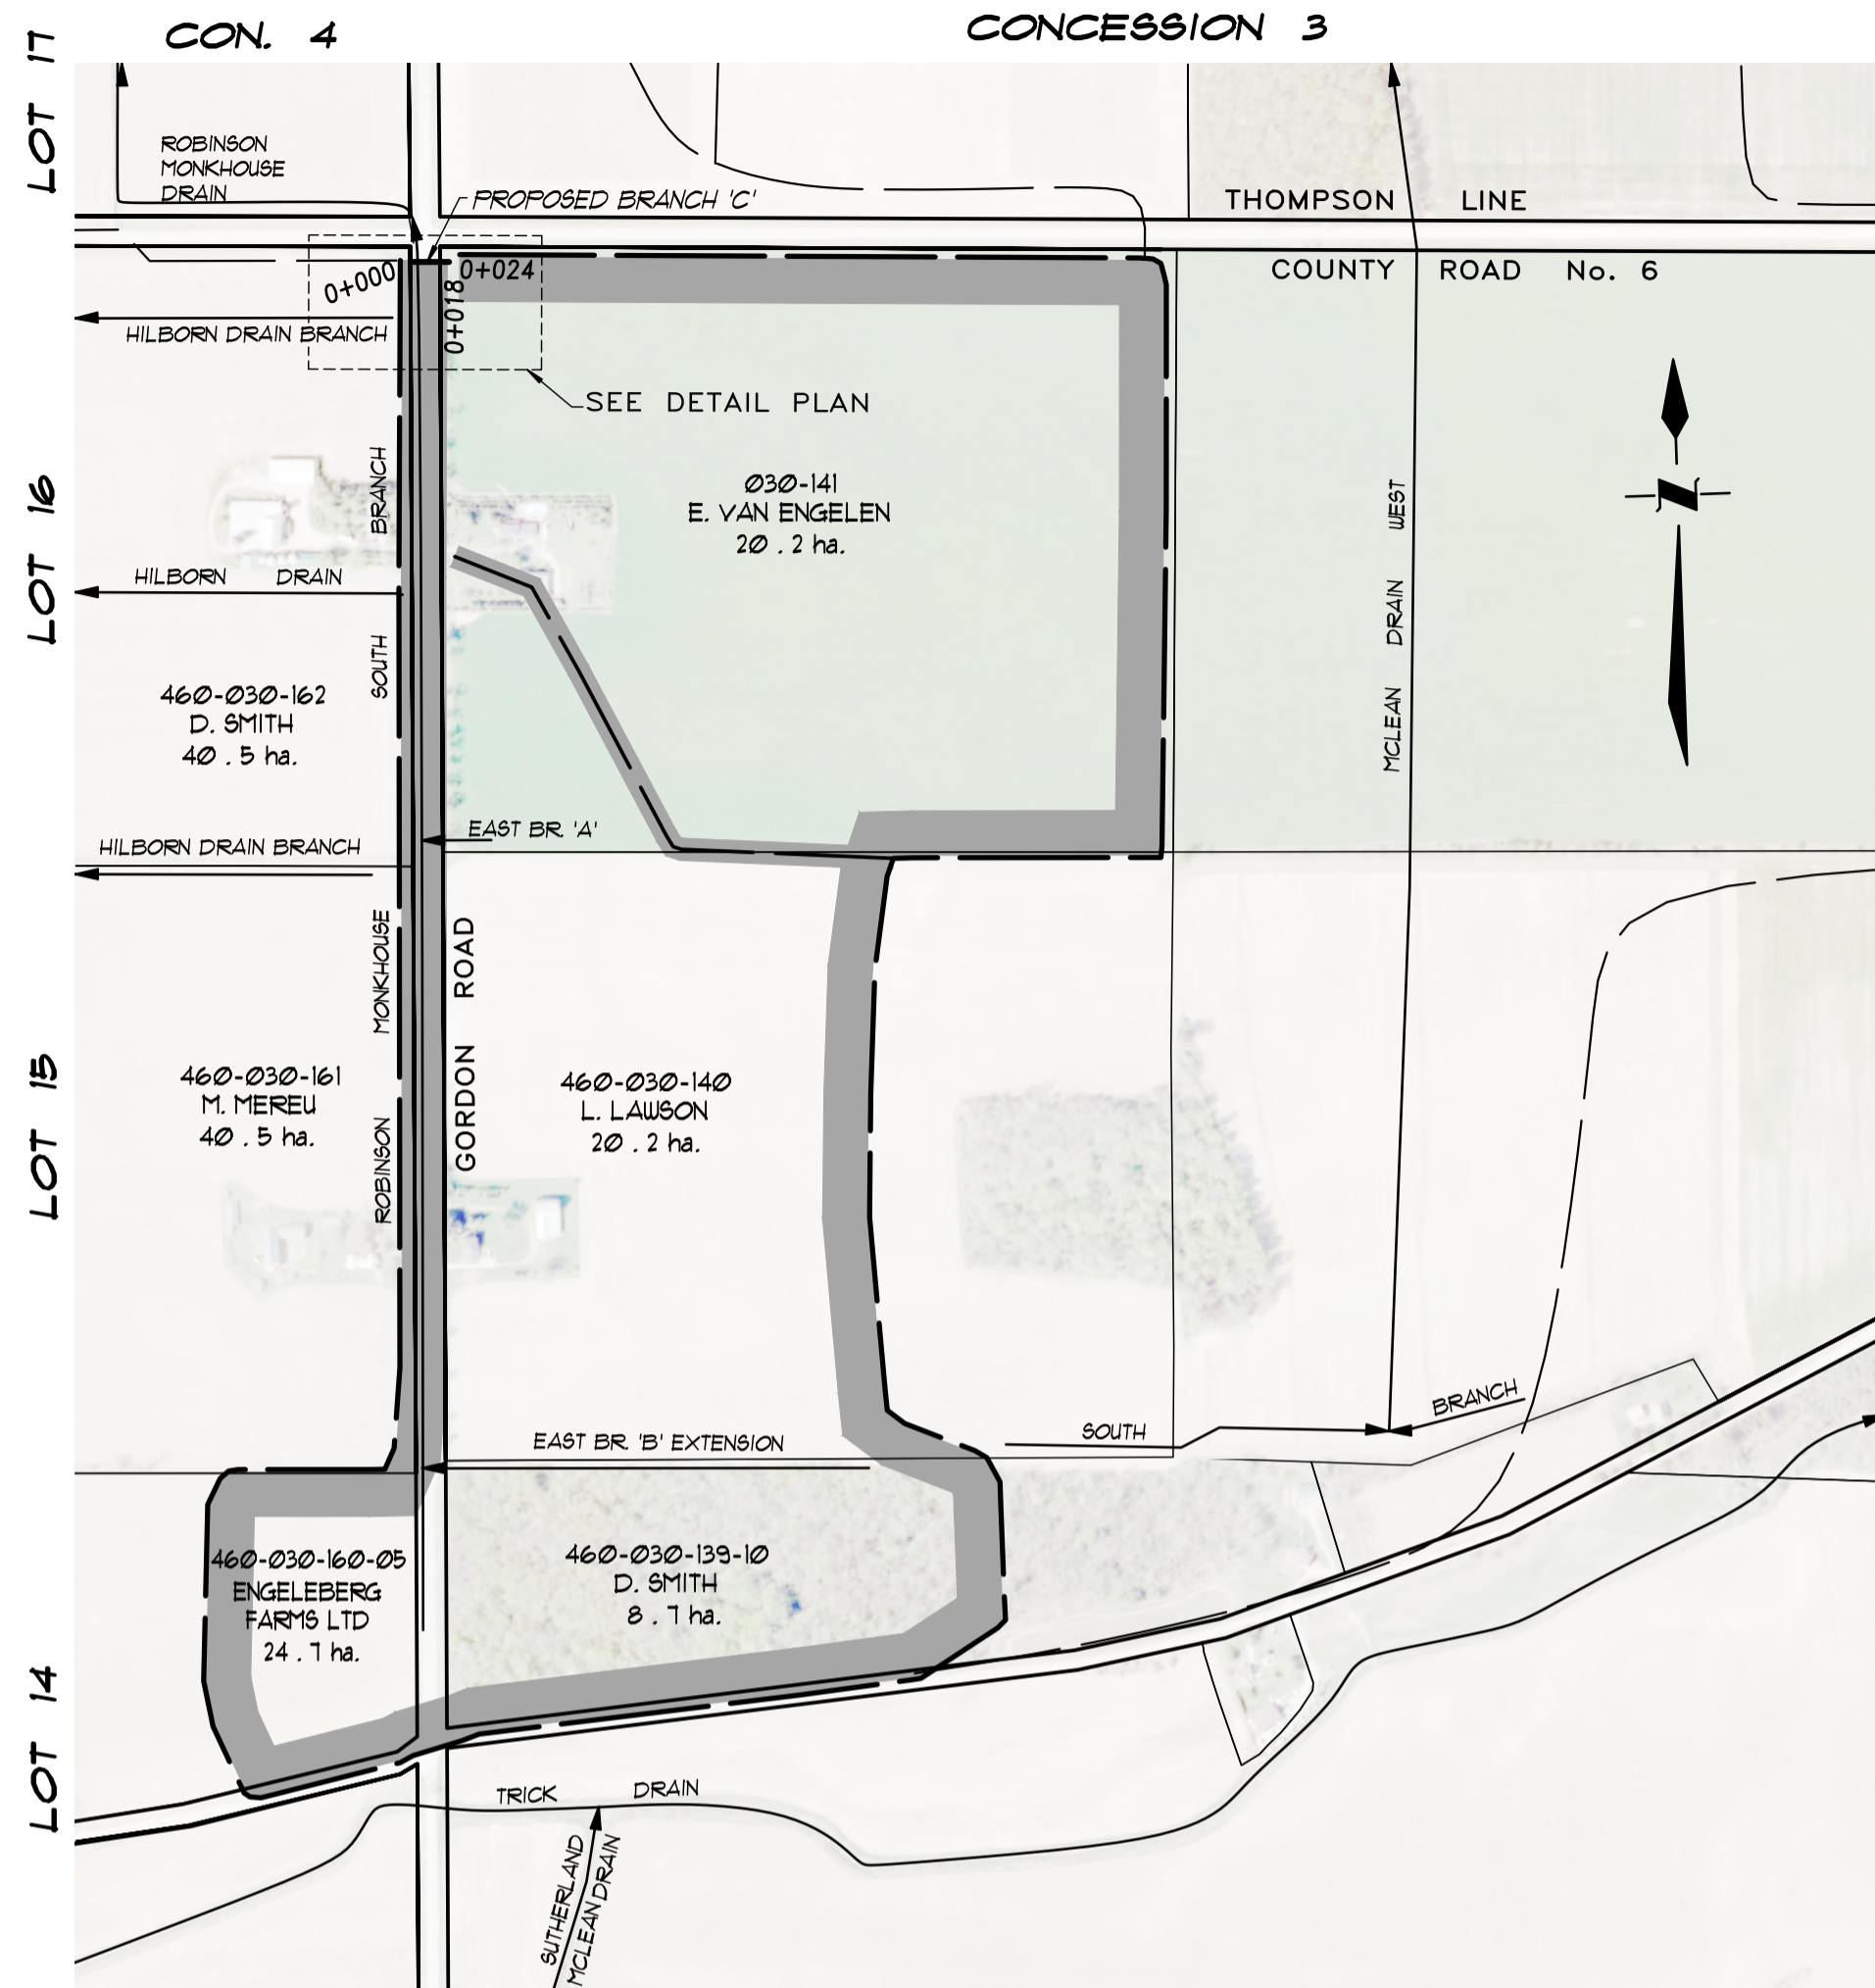 CON. 4
CONCESSION 3
LOT 17
ROBINSON
MONKHOUSE
DRAIN
PROPOSED BRANCH 'C'
THOMPSON LINE
COUNTY ROAD No. 6
0+000
0+024
0+018
HILBORN DRAIN BRANCH
SEE DETAIL PLAN
LOT 16
030-141
E. VAN ENGELEN
20.2 ha.
N
HILBORN DRAIN
460-030-162
D. SMITH
40.5 ha.
ROBINSON MONKHOUSE SOUTH BRANCH
MCLEAN DRAIN WEST
EAST BR. 'A'
HILBORN DRAIN BRANCH
GORDON ROAD
LOT 15
460-030-161
M. MEREU
40.5 ha.
460-030-140
L. LAWSON
20.2 ha.
EAST BR. 'B' EXTENSION
SOUTH BRANCH
LOT 14
460-030-160-05
ENGELEBERG
FARMS LTD
24.7 ha.
460-030-139-10
D. SMITH
8.7 ha.
TRICK DRAIN
SUTHERLAND
MCLEAN DRAIN